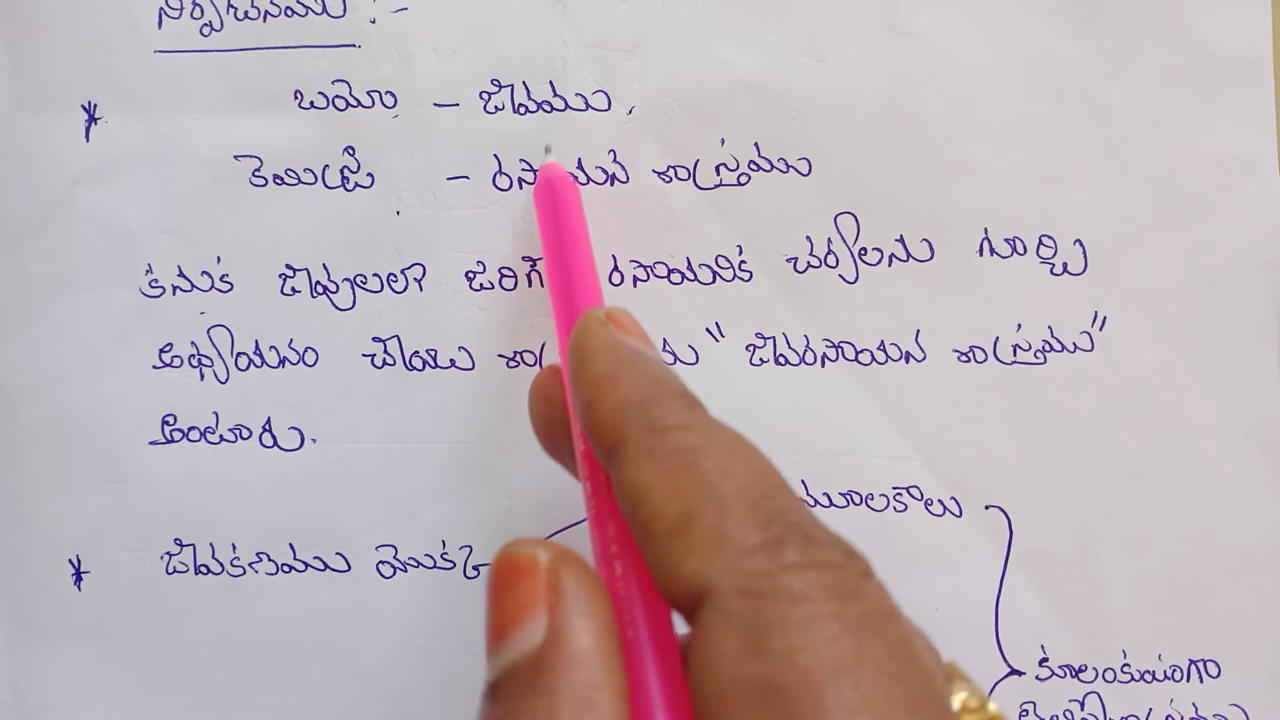 నిర్వచనము :-
* బయో - జీవము.
కెమిస్ట్రీ - రసాయన శాస్త్రము
కనుక జీవులలో జరిగే రసాయనిక చర్యలను గూర్చి
అధ్యయనం చేయు "జీవరసాయన శాస్త్రము"
అంటారు.
మూలకాలు
* జీవకణము యొక్క
కూలంకుషంగా